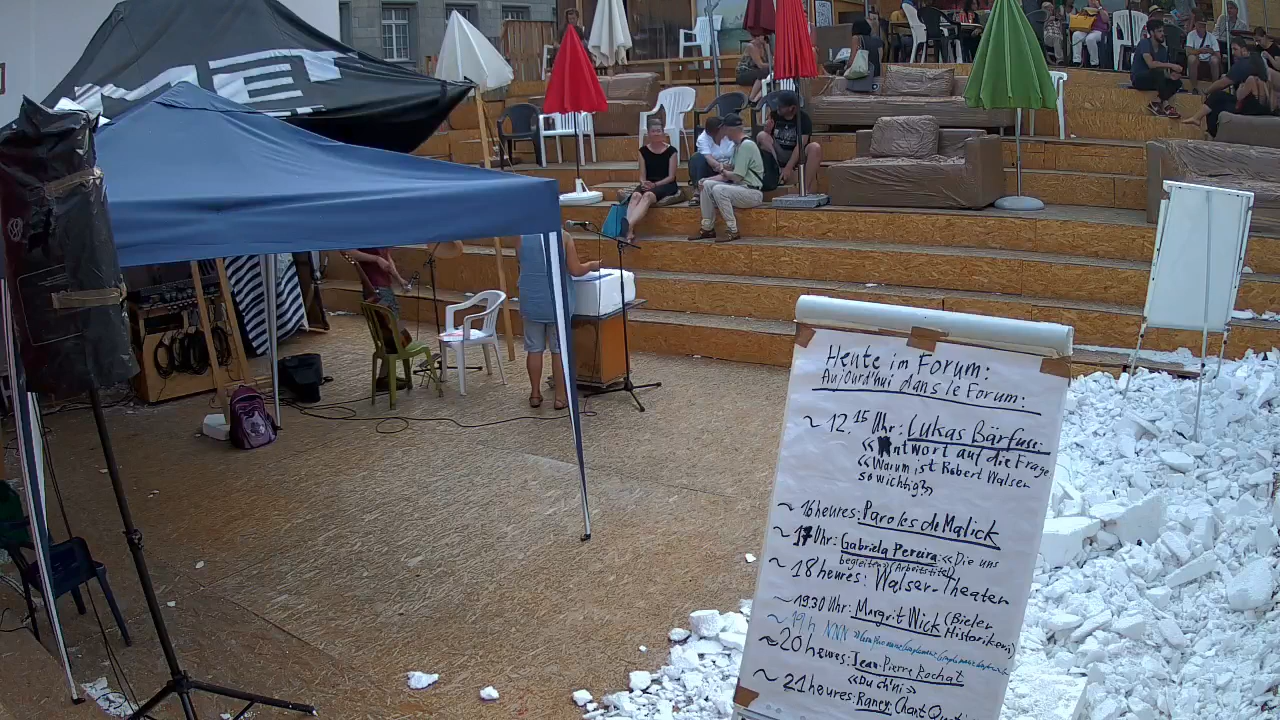 Heute im Forum:
Aujourd'hui dans le Forum:
~ 12.15 Uhr: Lukas Bärfuss:
«Antwort auf die Frage
«Warum ist Robert Walser
so wichtig?»
~ 16 heures: Paroles de Malick
~ 17 Uhr: Gabriela Pereira: «Die uns
begleiten» (Arbeitstitel)
~ 18 heures: Walser-Theater
~ 19.30 Uhr: Margrit Wick (Bieler
Historikerin)
~ 19h NNN
~ 20 heures: Jean-Pierre Rochat
«Du ch'ni»
~ 21 heures: Raney: Chant